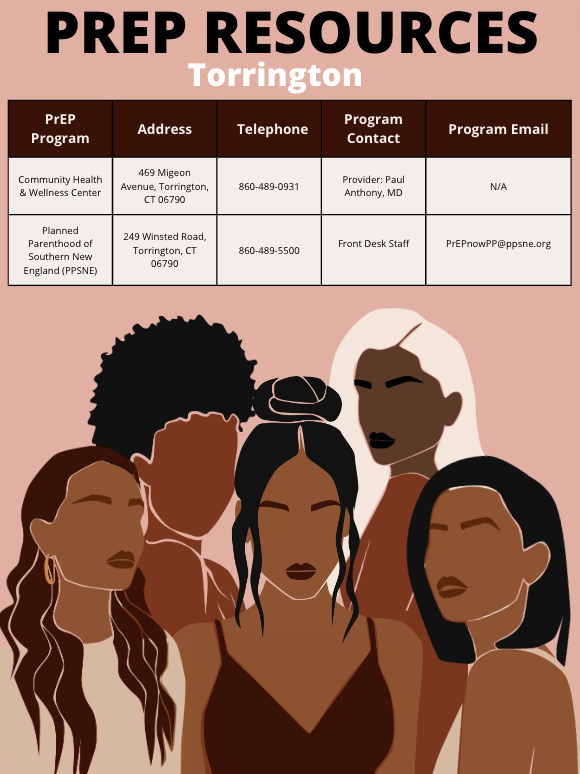 PREP RESOURCES
Torrington
PrEP
Program
Address
Telephone
Program
Contact
Program Email
Community Health
& Wellness Center
469 Migeon
Avenue, Torrington,
CT 06790
860-489-0931
Provider: Paul
Anthony, MD
N/A
Planned
Parenthood of
Southern New
England (PPSNE)
249 Winsted Road,
Torrington, CT
06790
860-489-5500
Front Desk Staff
PrEPnowPP@ppsne.org